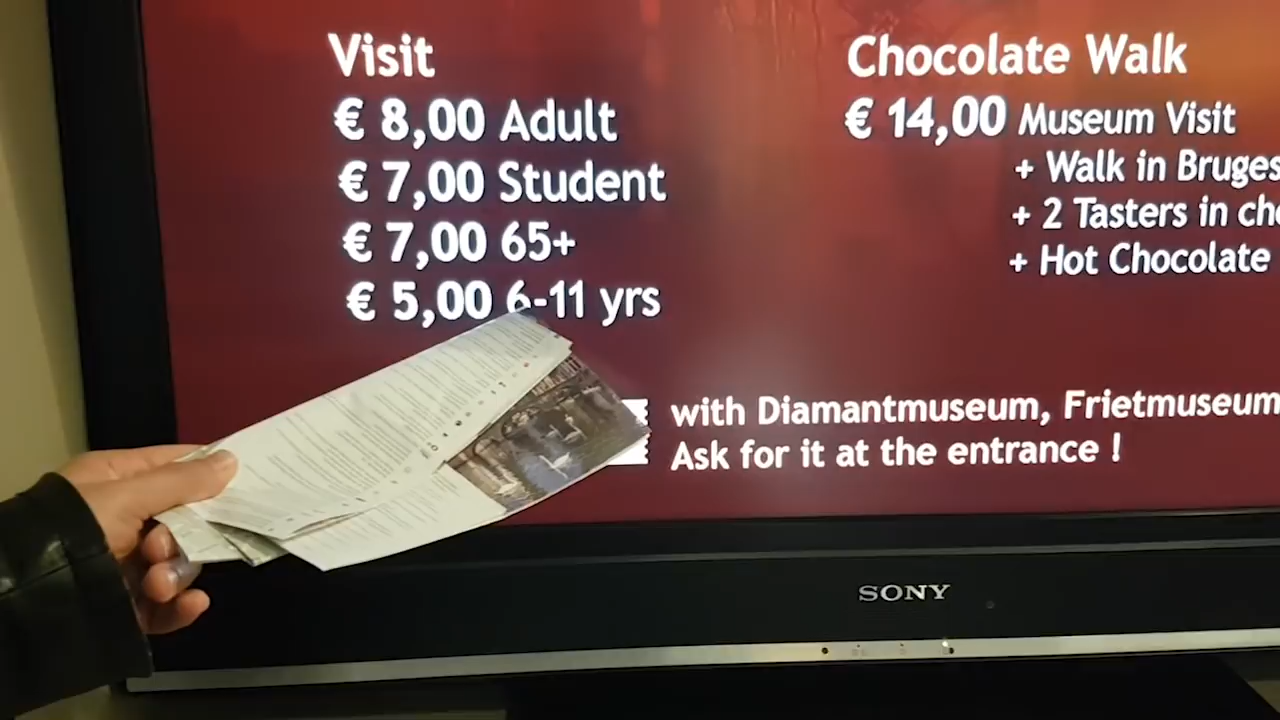 Visit
€ 8,00 Adult
€ 7,00 Student
€ 7,00 65+
€ 5,00 6-11 yrs
Chocolate Walk
€ 14,00 Museum Visit
+ Walk in Bruges
+ 2 Tasters in
+ Hot Chocolate
with Diamantmuseum, Frietmuseum
Ask for it at the entrance !
SONY